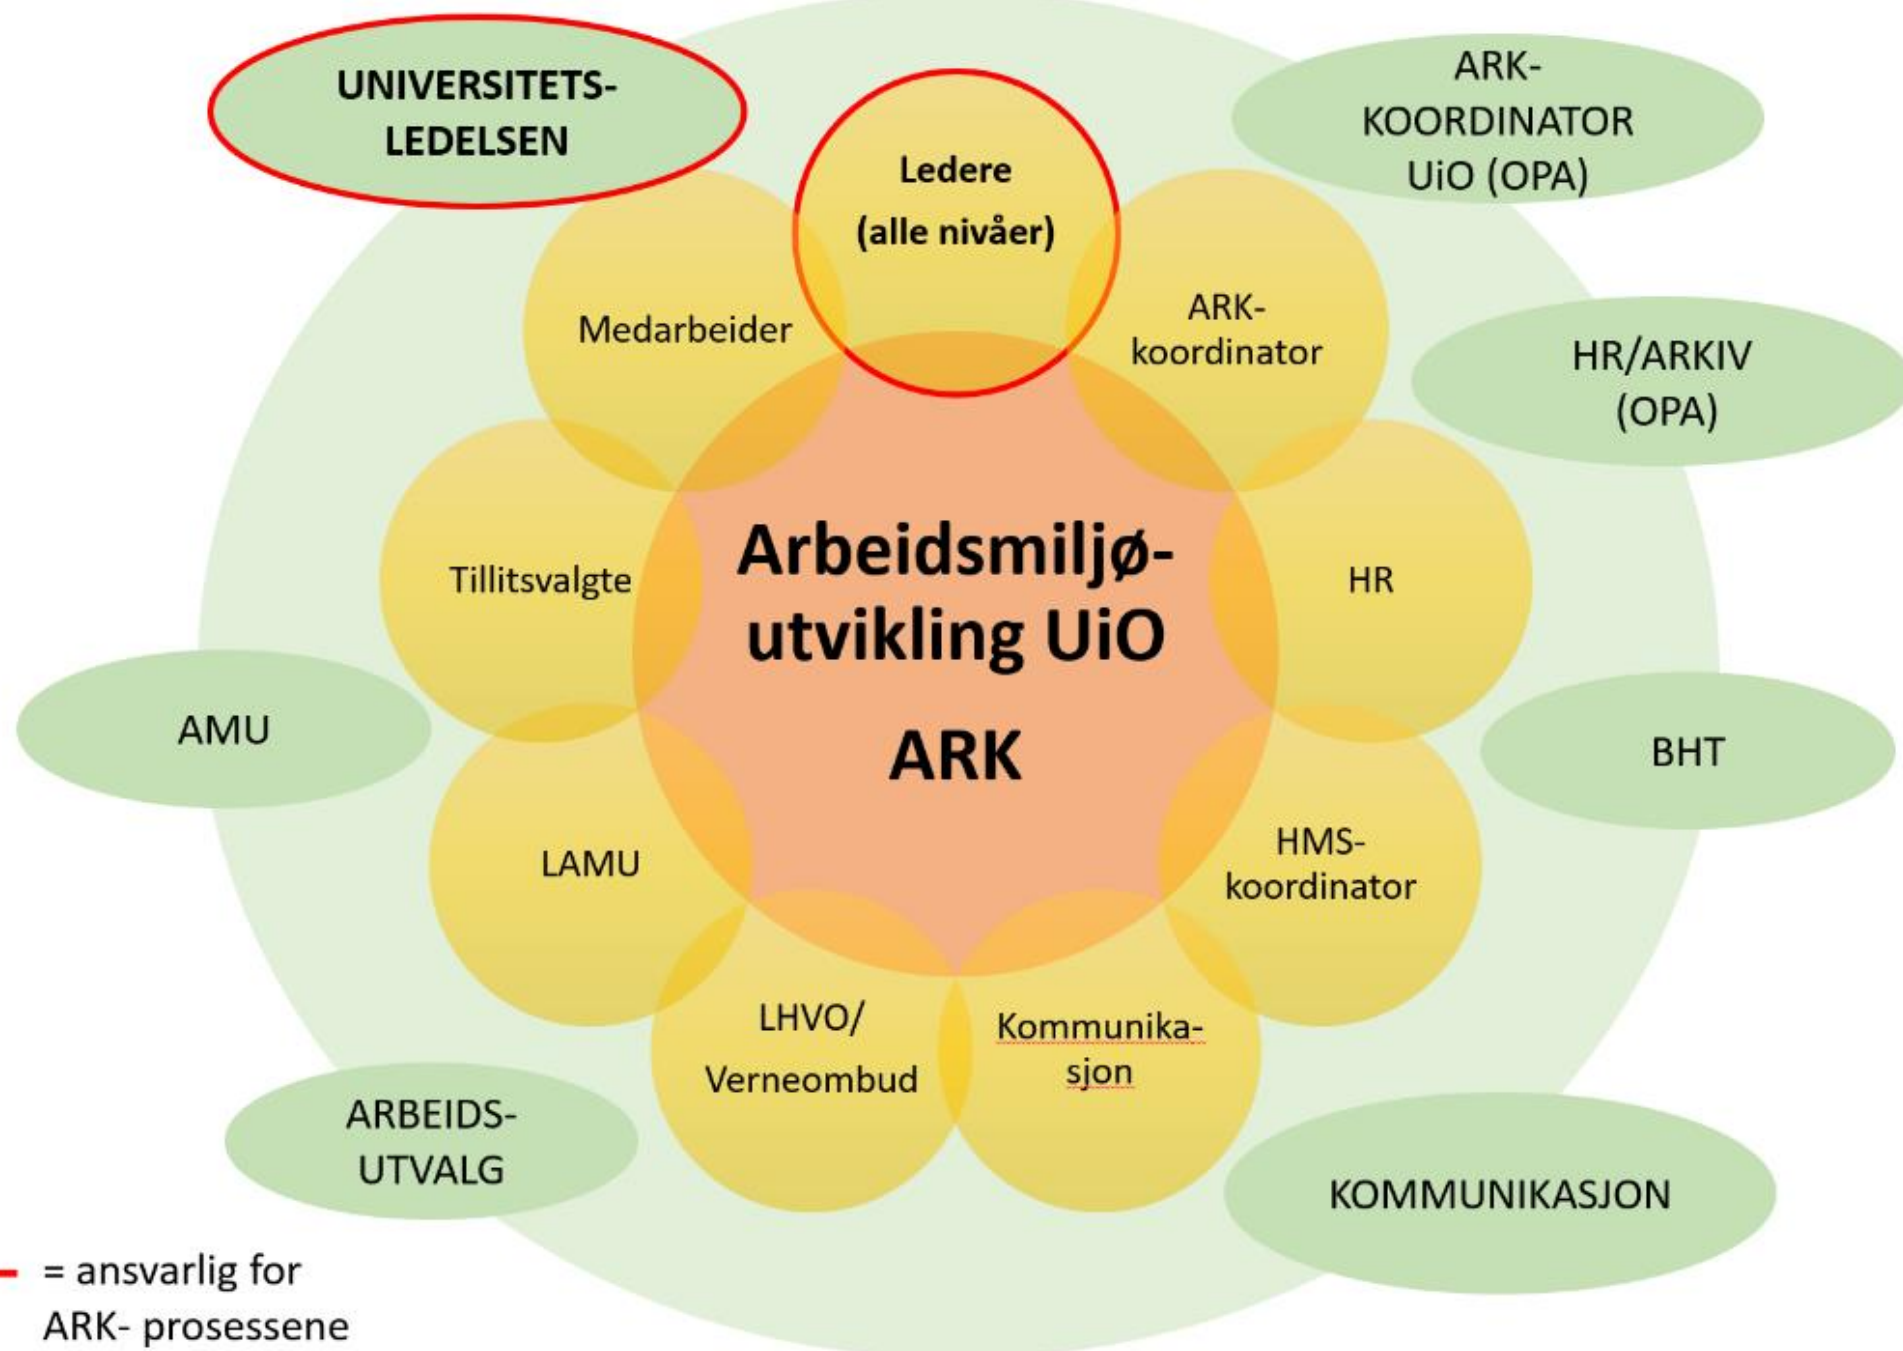 UNIVERSITETS-
LEDELSEN
Ledere
(alle nivåer)
ARK-
KOORDINATOR
UiO (OPA)
Medarbeider
ARK-
koordinator
HR/ARKIV
(OPA)
Tillitsvalgte
Arbeidsmiljø-
utvikling UiO
ARK
HR
AMU
BHT
LAMU
HMS-
koordinator
LHVO/
Verneombud
Kommunika-
sjon
ARBEIDS-
UTVALG
KOMMUNIKASJON
= ansvarlig for
ARK- prosessene